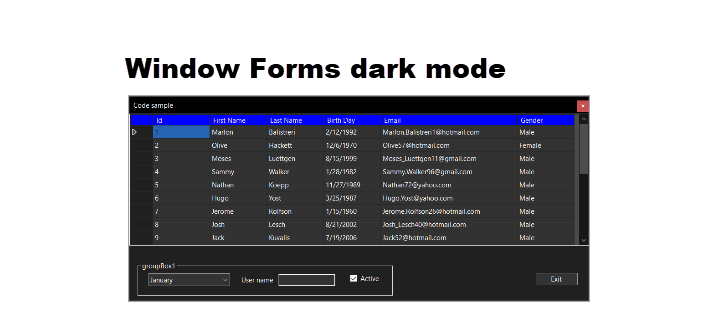 Window Forms dark mode
Code sample
Id First Name Last Name Birth Day Email Gender
1 Marlon Balistreri 2/12/1992 Marlon.Balistreri1@hotmail.com Male
2 Olive Hackett 12/6/1970 Olive57@hotmail.com Female
3 Moses Luettgen 8/15/1999 Moses_Luettgen11@gmail.com Male
4 Sammy Walker 1/28/1982 Sammy.Walker96@gmail.com Male
5 Nathan Koepp 11/27/1989 Nathan72@yahoo.com Male
6 Hugo Yost 3/25/1987 Hugo.Yost@yahoo.com Male
7 Jerome Rolfson 1/15/1960 Jerome.Rolfson26@hotmail.com Male
8 Josh Lesch 8/21/2002 Josh_Lesch40@hotmail.com Male
9 Jack Kuvalis 7/19/2006 Jack52@hotmail.com Male
groupBox1
January User name Active Exit